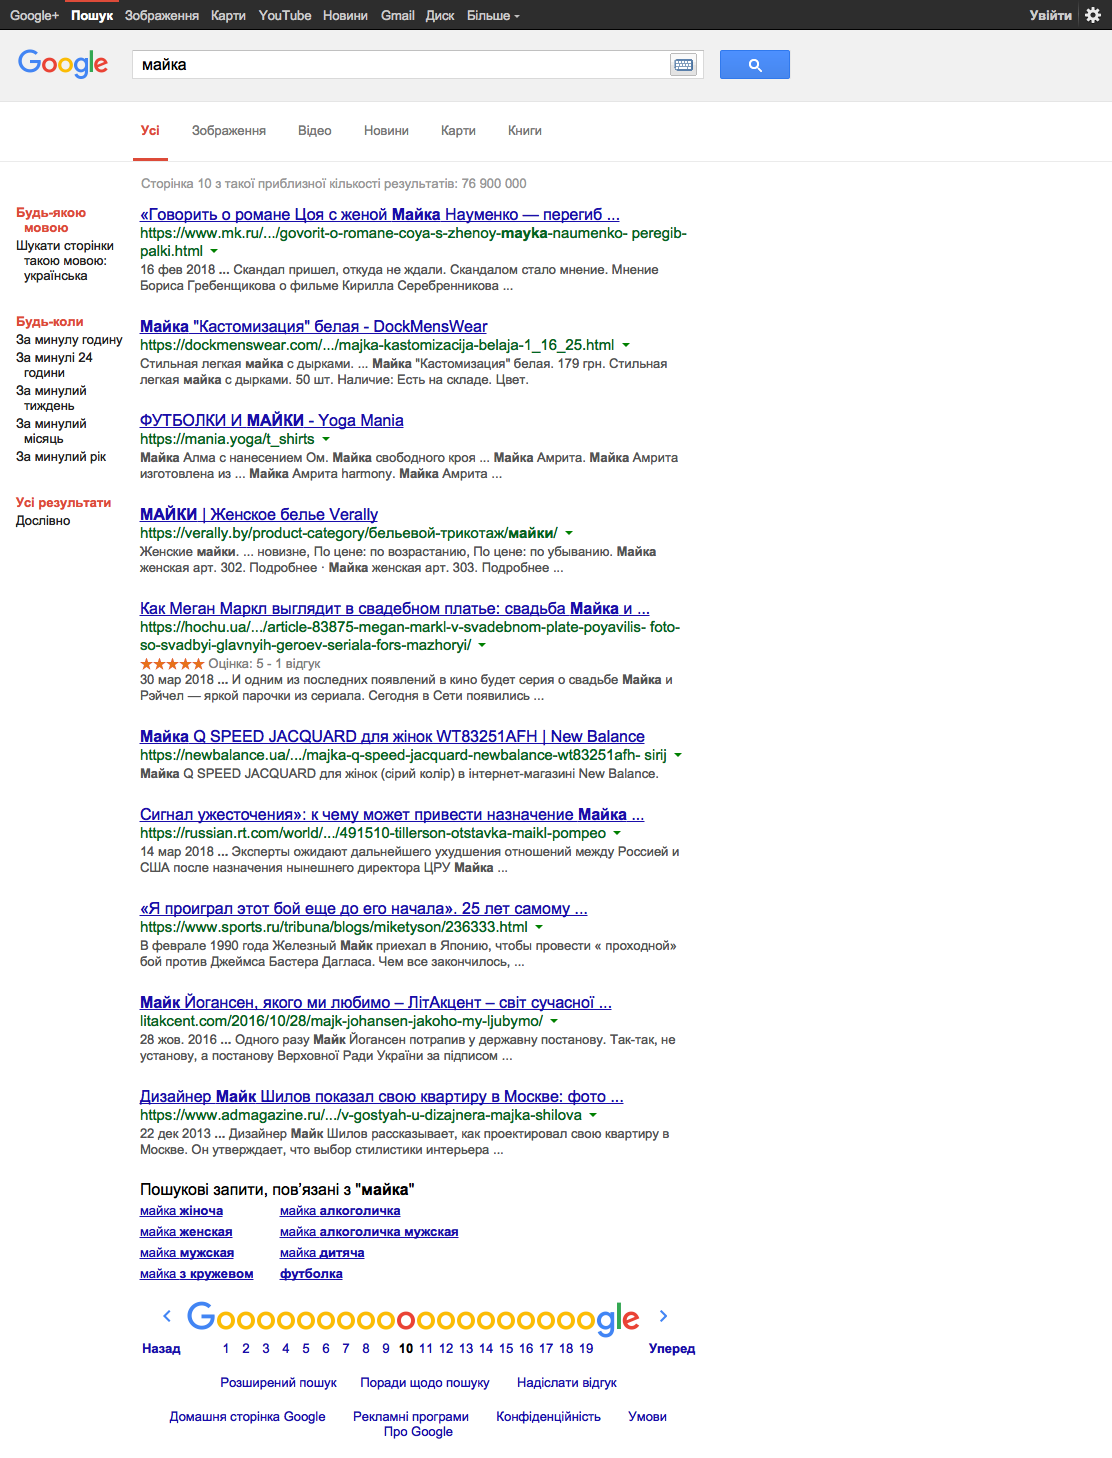 Google+ Пошук Зображення Карти YouTube Новини Gmail Диск Більше Увійти
Google майка
Усі Зображення Відео Новини Карти Книги
Сторінка 10 з такої приблизної кількості результатів: 76 900 000
Будь-якою
мовою
Шукати сторінки
такою мовою:
українська
Будь-коли
За минулу годину
За минулі 24
години
За минулий
тиждень
За минулий
місяць
За минулий рік
Усі результати
Дослівно
«Говорить о романе Цоя с женой Майка Науменко — перегиб ...
https://www.mk.ru/.../govorit-o-romane-coya-s-zhenoy-mayka-naumenko- peregib-
palki.html
16 фев 2018 ... Скандал пришел, откуда не ждали. Скандалом стало мнение. Мнение
Бориса Гребенщикова о фильме Кирилла Серебренникова ...
Майка "Кастомизация" белая - DockMensWear
https://dockmenswear.com/.../majka-kastomizacija-belaja-1_16_25.html
Стильная легкая майка с дырками. ... Майка "Кастомизация" белая. 179 грн. Стильная
легкая майка с дырками. 50 шт. Наличие: Есть на складе. Цвет.
ФУТБОЛКИ И МАЙКИ - Yoga Mania
https://mania.yoga/t_shirts
Майка Алма с нанесением Ом. Майка свободного кроя ... Майка Амрита. Майка Амрита
изготовлена из ... Майка Амрита harmony. Майка Амрита ...
МАЙКИ | Женское белье Verally
https://verally.by/product-category/бельевой-трикотаж/майки/
Женские майки. ... новизне, По цене: по возрастанию, По цене: по убыванию. Майка
женская арт. 302. Подробнее · Майка женская арт. 303. Подробнее ...
Как Меган Маркл выглядит в свадебном платье: свадьба Майка и ...
https://hochu.ua/.../article-83875-megan-markl-v-svadebnom-plate-poyavilis- foto-
so-svadbyi-glavnyih-geroev-seriala-fors-mazhoryi/
Оцінка: 5 - 1 відгук
30 мар 2018 ... И одним из последних появлений в кино будет серия о свадьбе Майка и
Рэйчел — яркой парочки из сериала. Сегодня в Сети появились ...
Майка Q SPEED JACQUARD для жінок WT83251AFH | New Balance
https://newbalance.ua/.../majka-q-speed-jacquard-newbalance-wt83251afh- sirij
Майка Q SPEED JACQUARD для жінок (сірий колір) в інтернет-магазині New Balance.
Сигнал ужесточения»: к чему может привести назначение Майка ...
https://russian.rt.com/world/.../491510-tillerson-otstavka-maikl-pompeo
14 мар 2018 ... Эксперты ожидают дальнейшего ухудшения отношений между Россией и
США после назначения нынешнего директора ЦРУ Майка ...
«Я проиграл этот бой еще до его начала». 25 лет самому ...
https://www.sports.ru/tribuna/blogs/miketyson/236333.html
В феврале 1990 года Железный Майк приехал в Японию, чтобы провести « проходной»
бой против Джеймса Бастера Дагласа. Чем все закончилось, ...
Майк Йогансен, якого ми любимо – ЛітАкцент – світ сучасної ...
litakcent.com/2016/10/28/majk-johansen-jakoho-my-ljubymo/
28 жов. 2016 ... Одного разу Майк Йогансен потрапив у державну постанову. Так-так, не
установу, а постанову Верховної Ради України за підписом ...
Дизайнер Майк Шилов показал свою квартиру в Москве: фото ...
https://www.admagazine.ru/.../v-gostyah-u-dizajnera-majka-shilova
22 дек 2013 ... Дизайнер Майк Шилов рассказывает, как проектировал свою квартиру в
Москве. Он утверждает, что выбор стилистики интерьера ...
Пошукові запити, пов’язані з "майка"
майка жіноча майка алкоголичка
майка женская майка алкоголичка мужская
майка мужская майка дитяча
майка з кружевом футболка
Gooooooooooooooooooogle
Назад 1 2 3 4 5 6 7 8 9 10 11 12 13 14 15 16 17 18 19 Уперед
Розширений пошук Поради щодо пошуку Надіслати відгук
Домашня сторінка Google Рекламні програми Конфіденційність Умови
Про Google